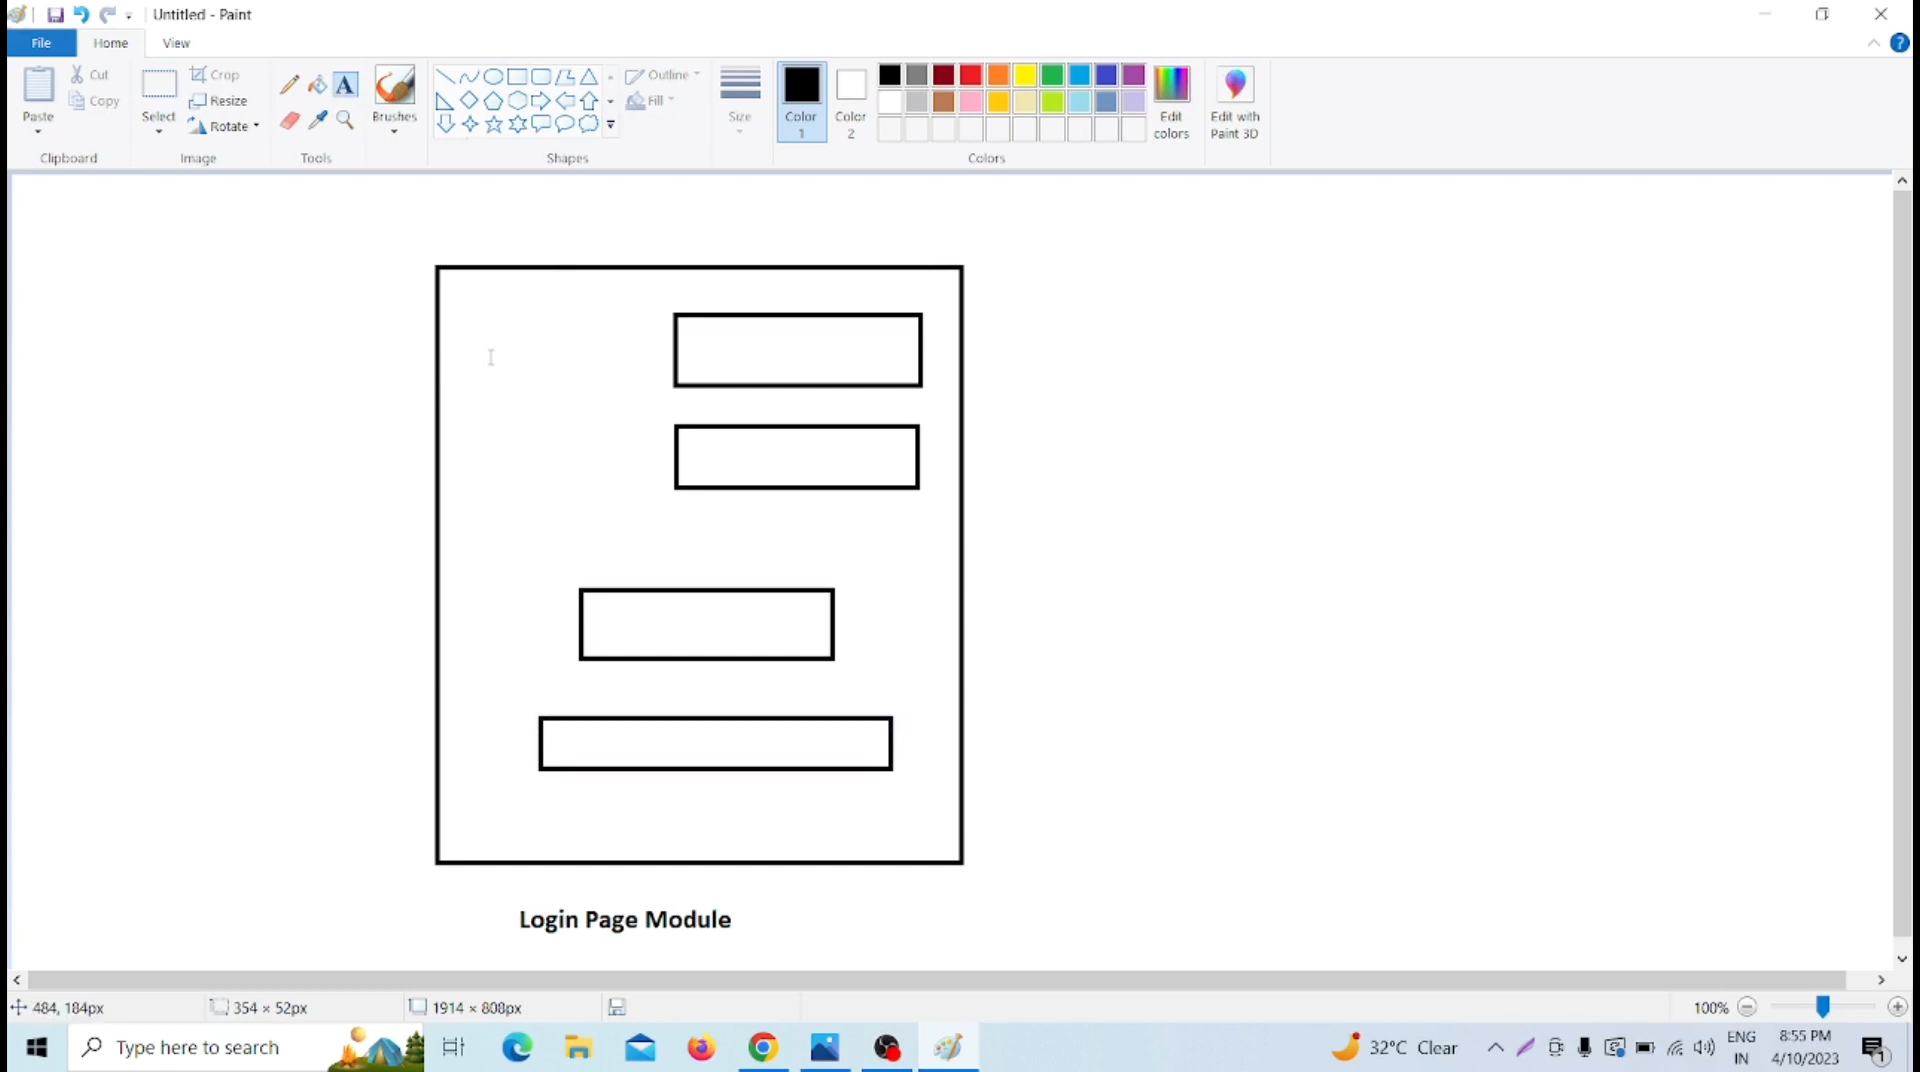 Untitled - Paint
File Home View
Cut
Copy
Paste
Clipboard
Select
Crop
Resize
Rotate
Image
A
Tools
Brushes
Outline
Fill
Shapes
Size
Color 1
Color 2
Edit colors
Edit with Paint 3D
Colors
?
Login Page Module
484, 184px 354 × 52px 1914 × 808px 100%
Type here to search
32°C Clear
ENG
IN
8:55 PM
4/10/2023
1